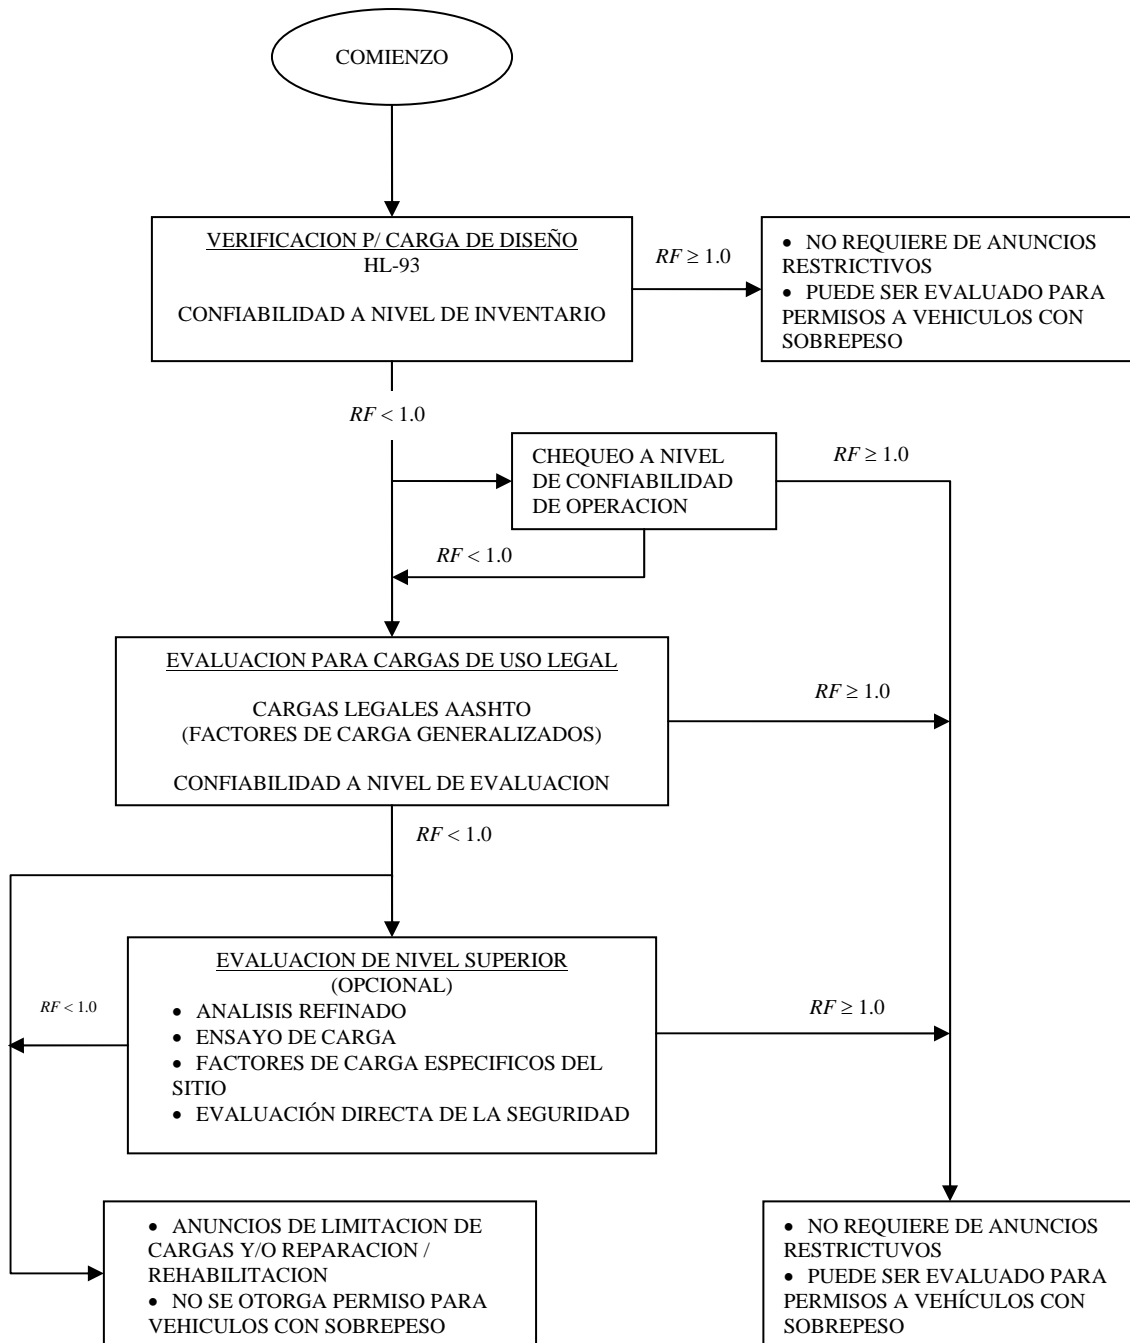 COMIENZO
VERIFICACION P/ CARGA DE DISEÑO
HL-93
CONFIABILIDAD A NIVEL DE INVENTARIO
RF ≥ 1.0
• NO REQUIERE DE ANUNCIOS
RESTRICTIVOS
• PUEDE SER EVALUADO PARA
PERMISOS A VEHICULOS CON
SOBREPESO
RF < 1.0
CHEQUEO A NIVEL
DE CONFIABILIDAD
DE OPERACION
RF ≥ 1.0
RF < 1.0
EVALUACION PARA CARGAS DE USO LEGAL
CARGAS LEGALES AASHTO
(FACTORES DE CARGA GENERALIZADOS)
CONFIABILIDAD A NIVEL DE EVALUACION
RF ≥ 1.0
RF < 1.0
EVALUACION DE NIVEL SUPERIOR
(OPCIONAL)
• ANALISIS REFINADO
• ENSAYO DE CARGA
• FACTORES DE CARGA ESPECIFICOS DEL
SITIO
• EVALUACIÓN DIRECTA DE LA SEGURIDAD
RF < 1.0
RF ≥ 1.0
• ANUNCIOS DE LIMITACION DE
CARGAS Y/O REPARACION /
REHABILITACION
• NO SE OTORGA PERMISO PARA
VEHICULOS CON SOBREPESO
• NO REQUIERE DE ANUNCIOS
RESTRICTUVOS
• PUEDE SER EVALUADO PARA
PERMISOS A VEHÍCULOS CON
SOBREPESO